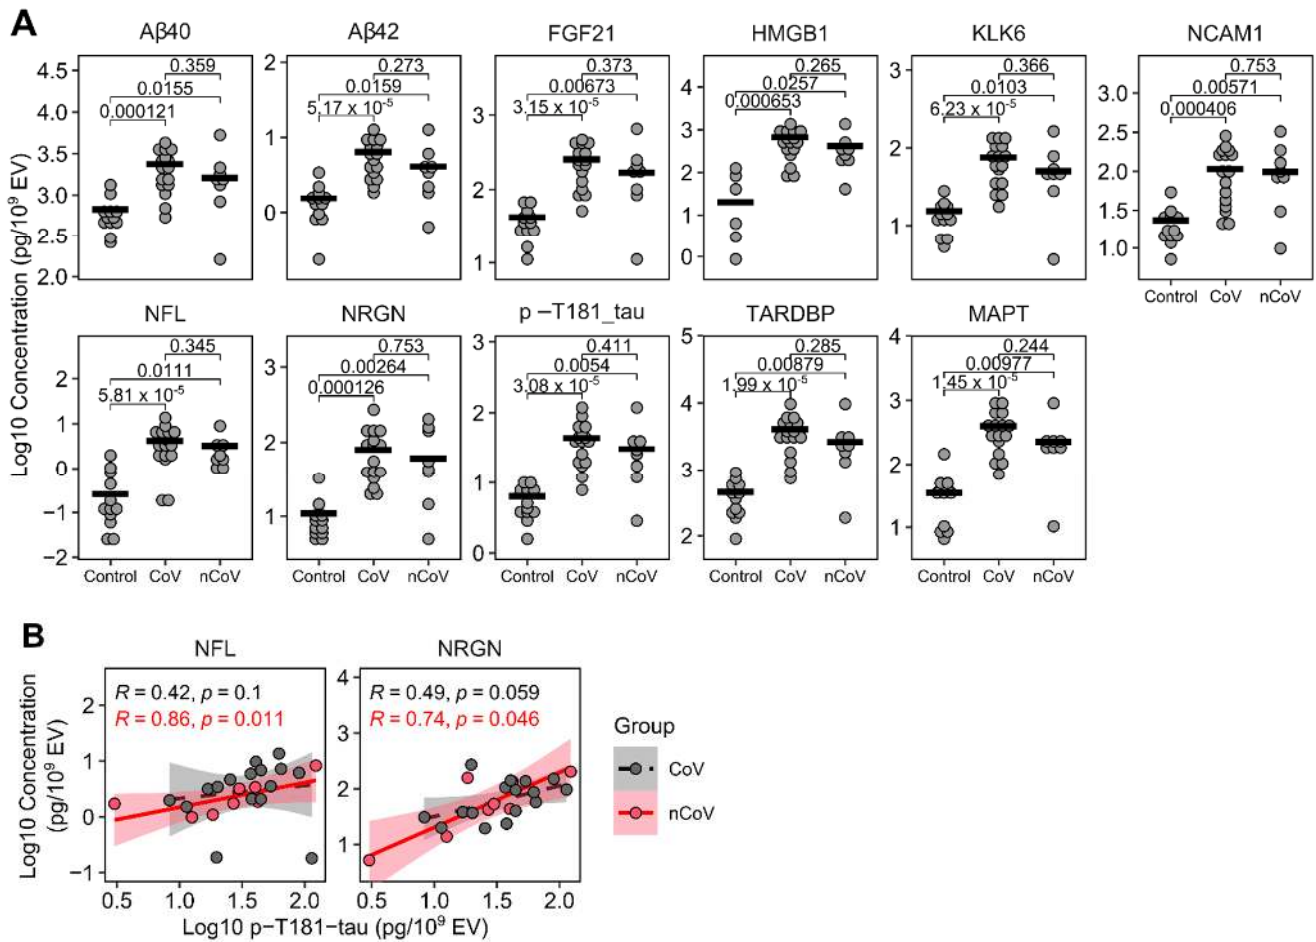 A
Aβ40 Aβ42 FGF21 HMGB1 KLK6 NCAM1
Log10 Concentration (pg/10⁹ EV)
4.5
4.0
3.5
3.0
2.5
2.0
0.359
0.0155
0.000121
2
1
0
0.273
0.0159
5.17 x 10⁻⁵
3
2
1
0.373
0.00673
3.15 x 10⁻⁵
4
3
2
1
0
0.265
0.0257
0.000653
3
2
1
0.366
0.0103
6.23 x 10⁻⁵
3.0
2.5
2.0
1.5
1.0
0.753
0.00571
0.000406
Control CoV nCoV
NFL NRGN p −T181_tau TARDBP MAPT
2
1
0
−1
−2
0.345
0.0111
5.81 x 10⁻⁵
Control CoV nCoV
3
2
1
0.753
0.00264
0.000126
Control CoV nCoV
3
2
1
0
0.411
0.0054
3.08 x 10⁻⁵
Control CoV nCoV
5
4
3
2
0.285
0.00879
1.99 x 10⁻⁵
Control CoV nCoV
4
3
2
1
0.244
0.00977
1.45 x 10⁻⁵
Control CoV nCoV
B
NFL NRGN
Log10 Concentration
(pg/10⁹ EV)
2
1
0
−1
R = 0.42, p = 0.1
R = 0.86, p = 0.011
0.5 1.0 1.5 2.0
4
3
2
1
R = 0.49, p = 0.059
R = 0.74, p = 0.046
0.5 1.0 1.5 2.0
Log10 p−T181−tau (pg/10⁹ EV)
Group
CoV
nCoV